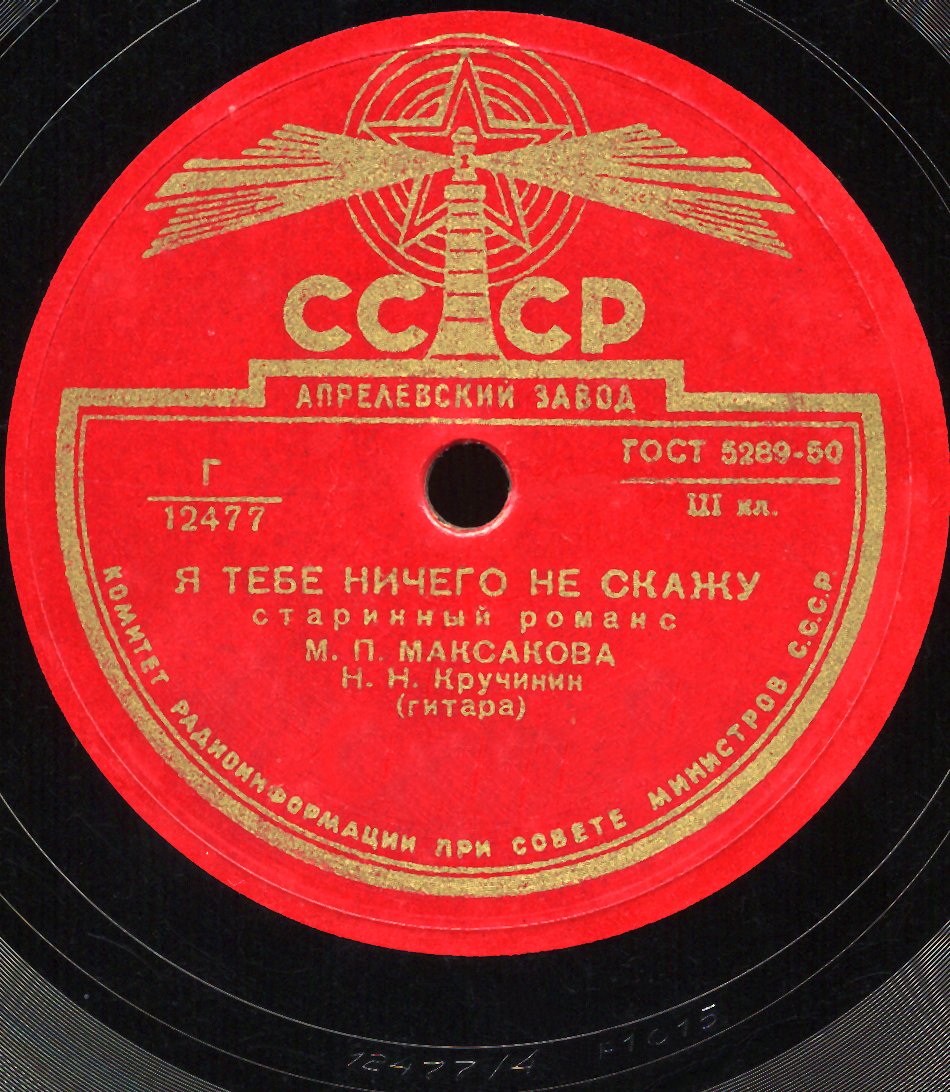 СССР
АПРЕЛЕВСКИЙ ЗАВОД
ГОСТ 5289-50
Г
12477
III кл.
Я ТЕБЕ НИЧЕГО НЕ СКАЖУ
старинный романс
М. П. МАКСАКОВА
Н. Н. Кручинин
(гитара)
КОМИТЕТ РАДИОИНФОРМАЦИИ ПРИ СОВЕТЕ МИНИСТРОВ С.С.С.Р
12477/4